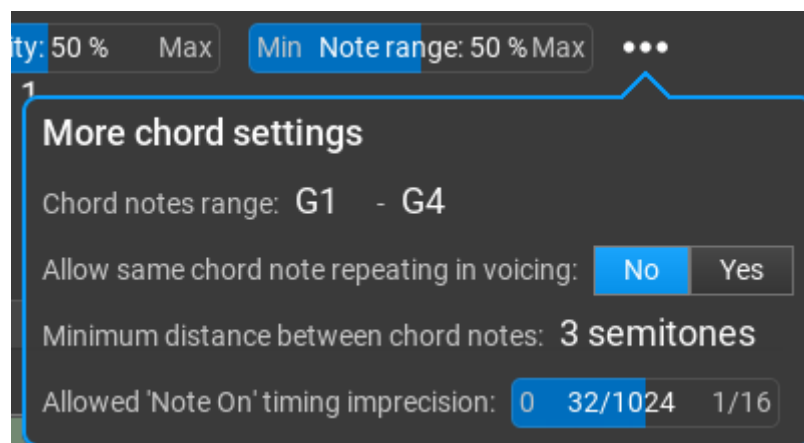 ity: 50 % Max Min Note range: 50 % Max •••
1
More chord settings
Chord notes range: G1 - G4
Allow same chord note repeating in voicing: No Yes
Minimum distance between chord notes: 3 semitones
Allowed 'Note On' timing imprecision: 0 32/1024 1/16